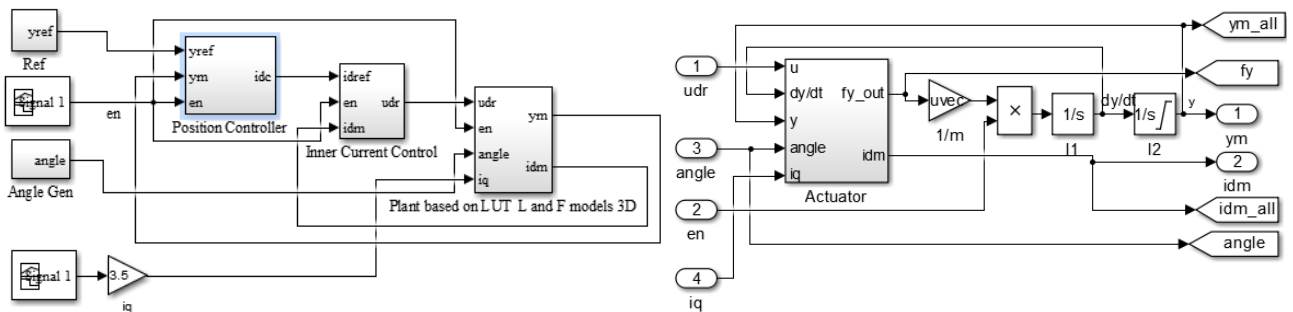 yref
Ref
Signal 1
en
angle
Angle Gen
Signal 1
3.5
iq
yref
ym
en
idc
Position Controller
idref
en
idm
udr
Inner Current Control
udr
en
angle
iq
ym
idm
Plant based on LUT L and F models 3D
1
udr
3
angle
2
en
4
iq
u
dy/dt
y
angle
iq
fy_out
idm
Actuator
uvec
1/m
×
1/s
I1
dy/dt
1/s
I2
y
ym_all
fy
1
ym
2
idm
idm_all
angle